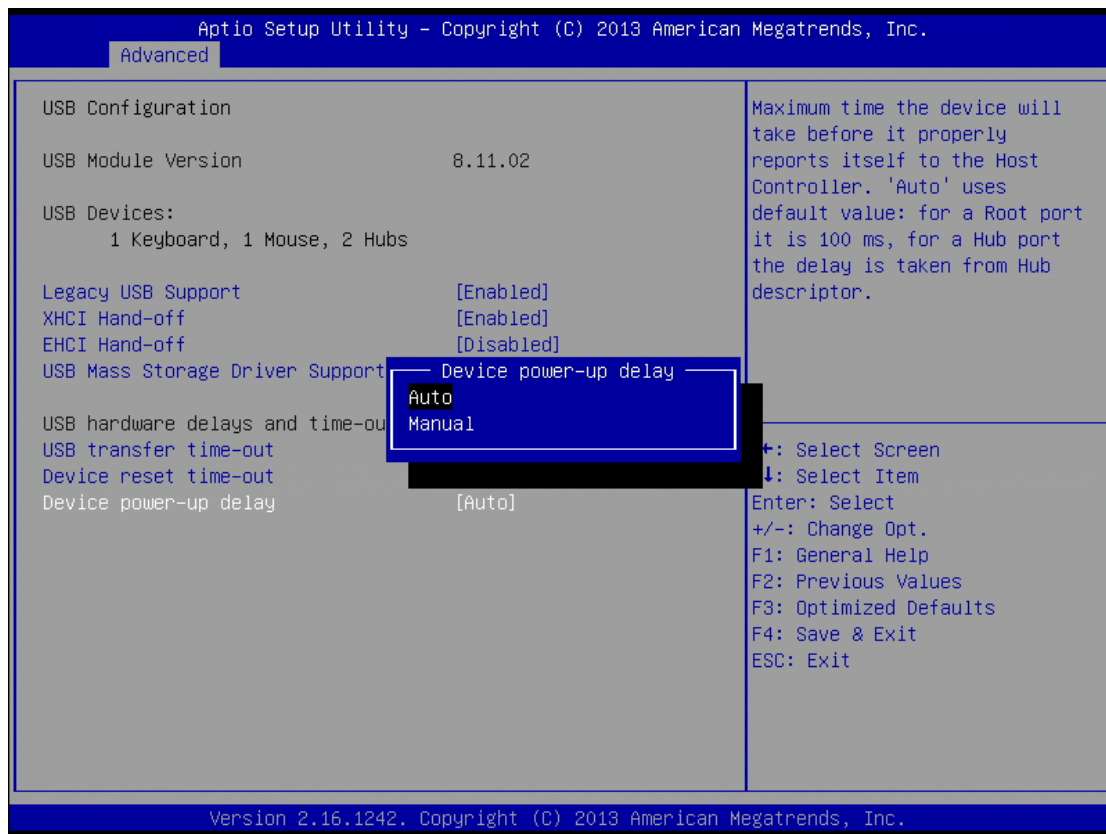 Aptio Setup Utility – Copyright (C) 2013 American Megatrends, Inc.
Advanced
USB Configuration
USB Module Version 8.11.02
USB Devices:
1 Keyboard, 1 Mouse, 2 Hubs
Legacy USB Support [Enabled]
XHCI Hand-off [Enabled]
EHCI Hand-off [Disabled]
USB Mass Storage Driver Support
USB hardware delays and time-ou
USB transfer time-out
Device reset time-out
Device power-up delay [Auto]
Device power-up delay
Auto
Manual
Maximum time the device will
take before it properly
reports itself to the Host
Controller. 'Auto' uses
default value: for a Root port
it is 100 ms, for a Hub port
the delay is taken from Hub
descriptor.
: Select Screen
↓: Select Item
Enter: Select
+/-: Change Opt.
F1: General Help
F2: Previous Values
F3: Optimized Defaults
F4: Save & Exit
ESC: Exit
Version 2.16.1242. Copyright (C) 2013 American Megatrends, Inc.